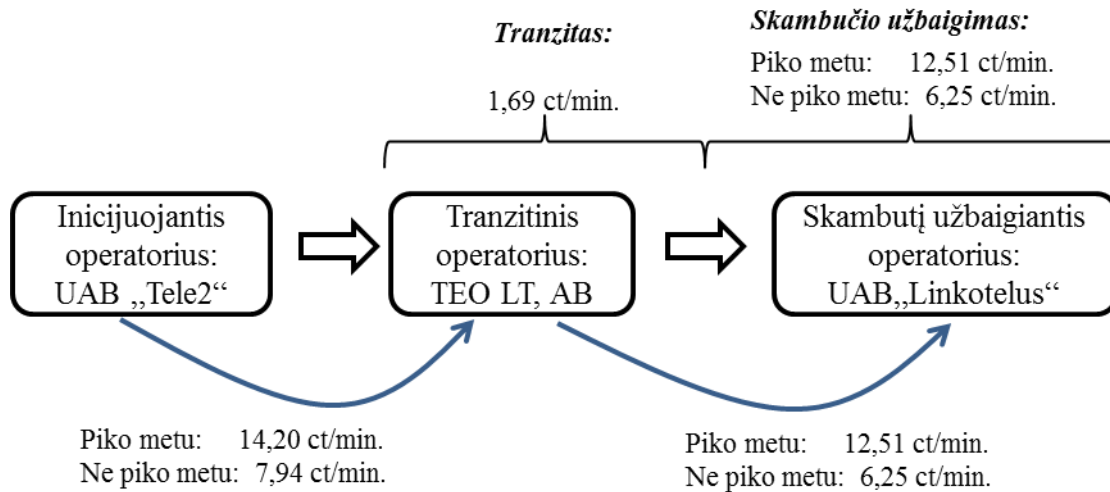 Tranzitas:
1,69 ct/min.
Skambučio užbaigimas:
Piko metu: 12,51 ct/min.
Ne piko metu: 6,25 ct/min.
Inicijuojantis
operatorius:
UAB „Tele2“
Tranzitinis
operatorius:
TEO LT, AB
Skambutį užbaigiantis
operatorius:
UAB„Linkotelus“
Piko metu: 14,20 ct/min.
Ne piko metu: 7,94 ct/min.
Piko metu: 12,51 ct/min.
Ne piko metu: 6,25 ct/min.